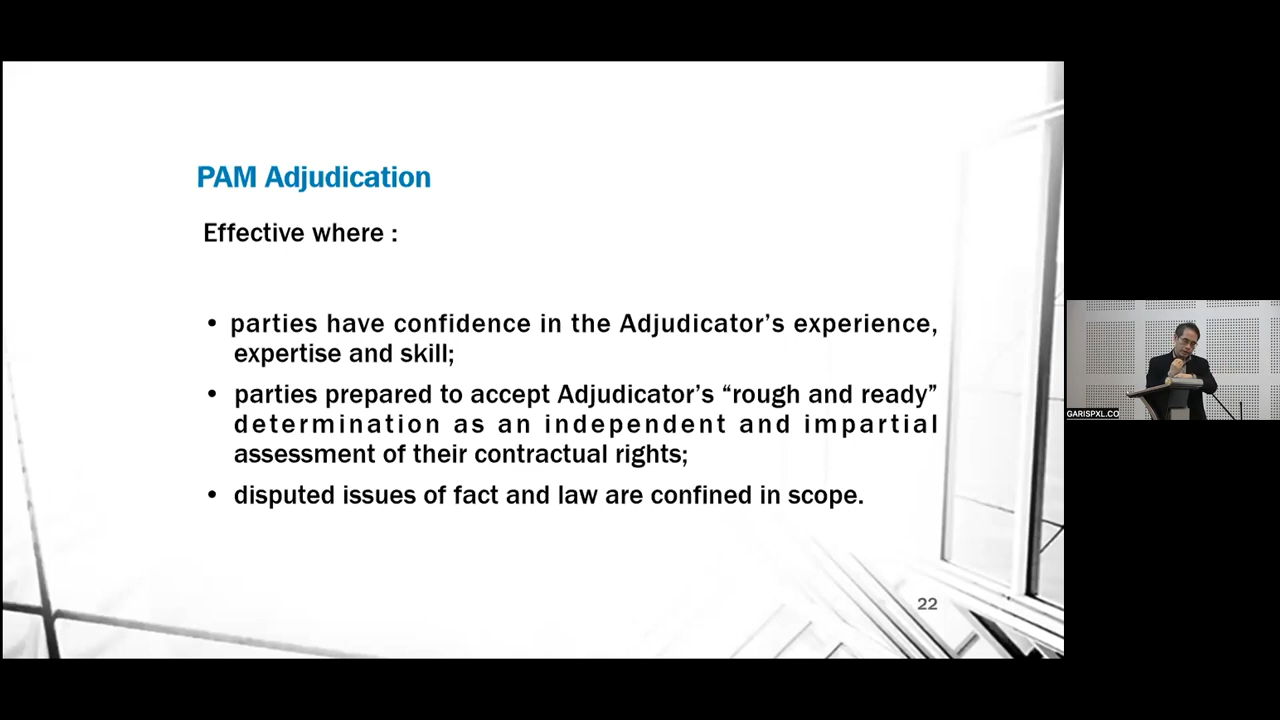 PAM Adjudication
Effective where :
• parties have confidence in the Adjudicator’s experience,
expertise and skill;
• parties prepared to accept Adjudicator’s “rough and ready”
determination as an independent and impartial
assessment of their contractual rights;
• disputed issues of fact and law are confined in scope.
22
GARISPXL.CO